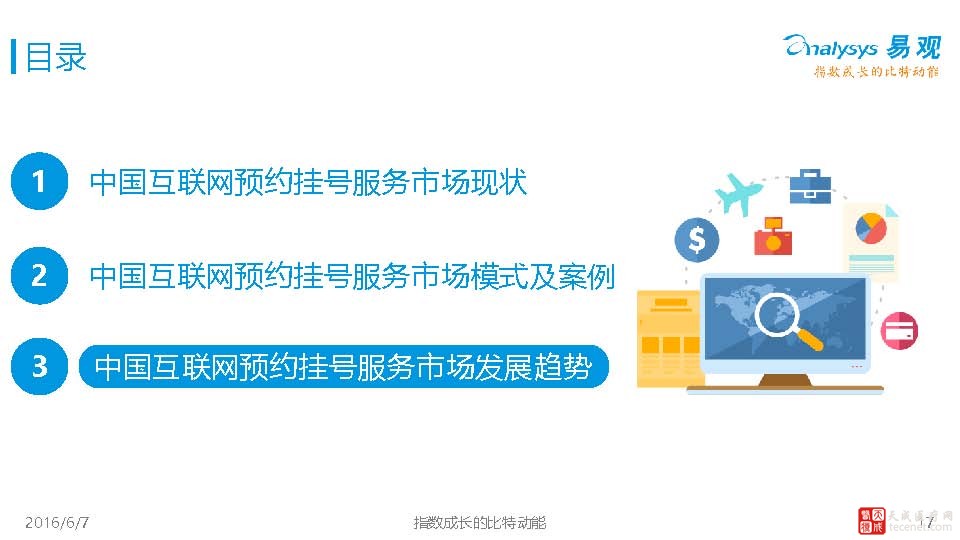 目录
analysys 易观
指数成长的比特动能
1 中国互联网预约挂号服务市场现状
2 中国互联网预约挂号服务市场模式及案例
3 中国互联网预约挂号服务市场发展趋势
$
2016/6/7
指数成长的比特动能
天成医疗网
tecenet.com